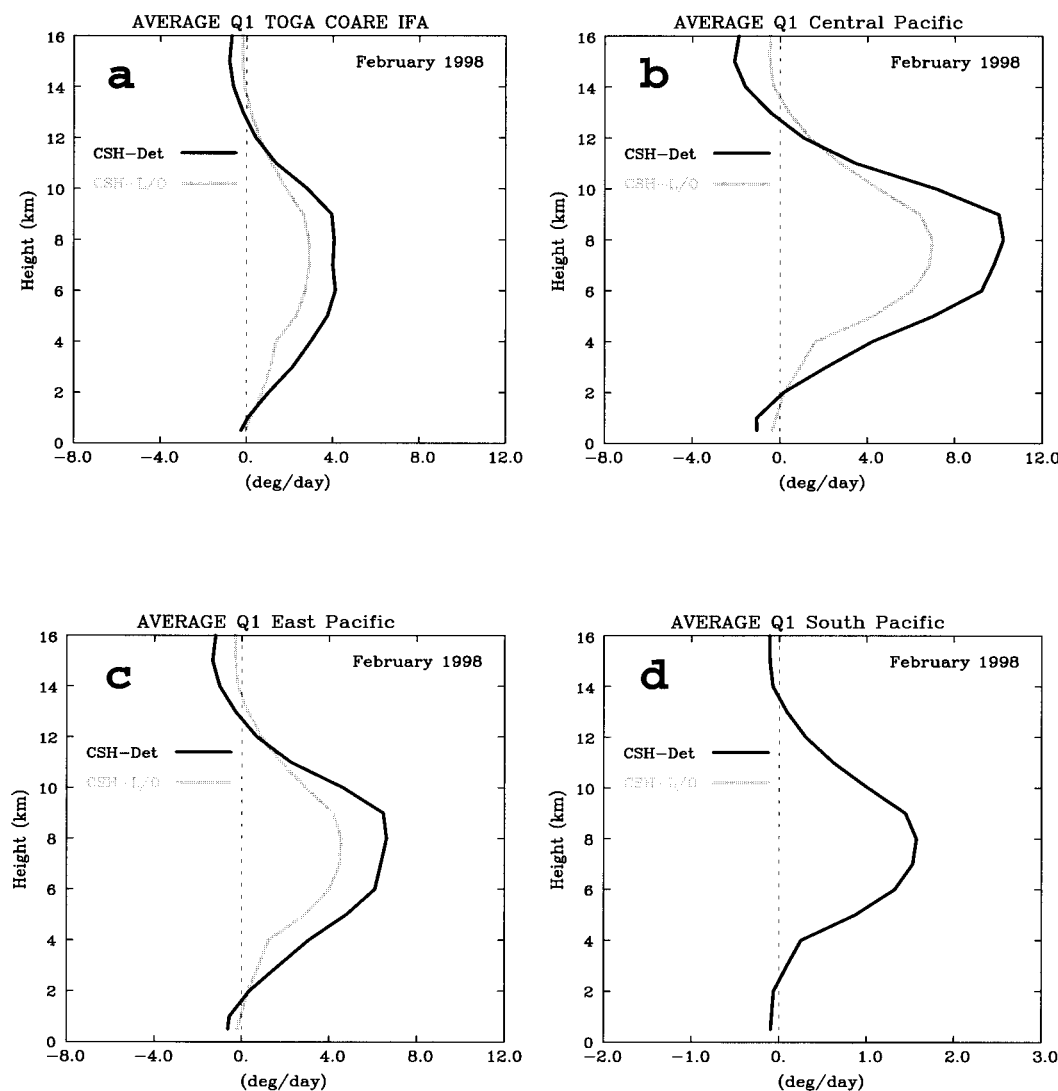 AVERAGE Q1 TOGA COARE IFA
a
February 1998
CSH-Det
CSH-L/O
Height (km)
16
14
12
10
8
6
4
2
0
-8.0 -4.0 0. 4.0 8.0 12.0
(deg/day)
AVERAGE Q1 Central Pacific
b
February 1998
CSH-Det
CSH-L/O
Height (km)
16
14
12
10
8
6
4
2
0
-8.0 -4.0 0. 4.0 8.0 12.0
(deg/day)
AVERAGE Q1 East Pacific
c
February 1998
CSH-Det
CSH-L/O
Height (km)
16
14
12
10
8
6
4
2
0
-8.0 -4.0 0. 4.0 8.0 12.0
(deg/day)
AVERAGE Q1 South Pacific
d
February 1998
CSH-Det
CSH-L/O
Height (km)
16
14
12
10
8
6
4
2
0
-2.0 -1.0 0. 1.0 2.0 3.0
(deg/day)